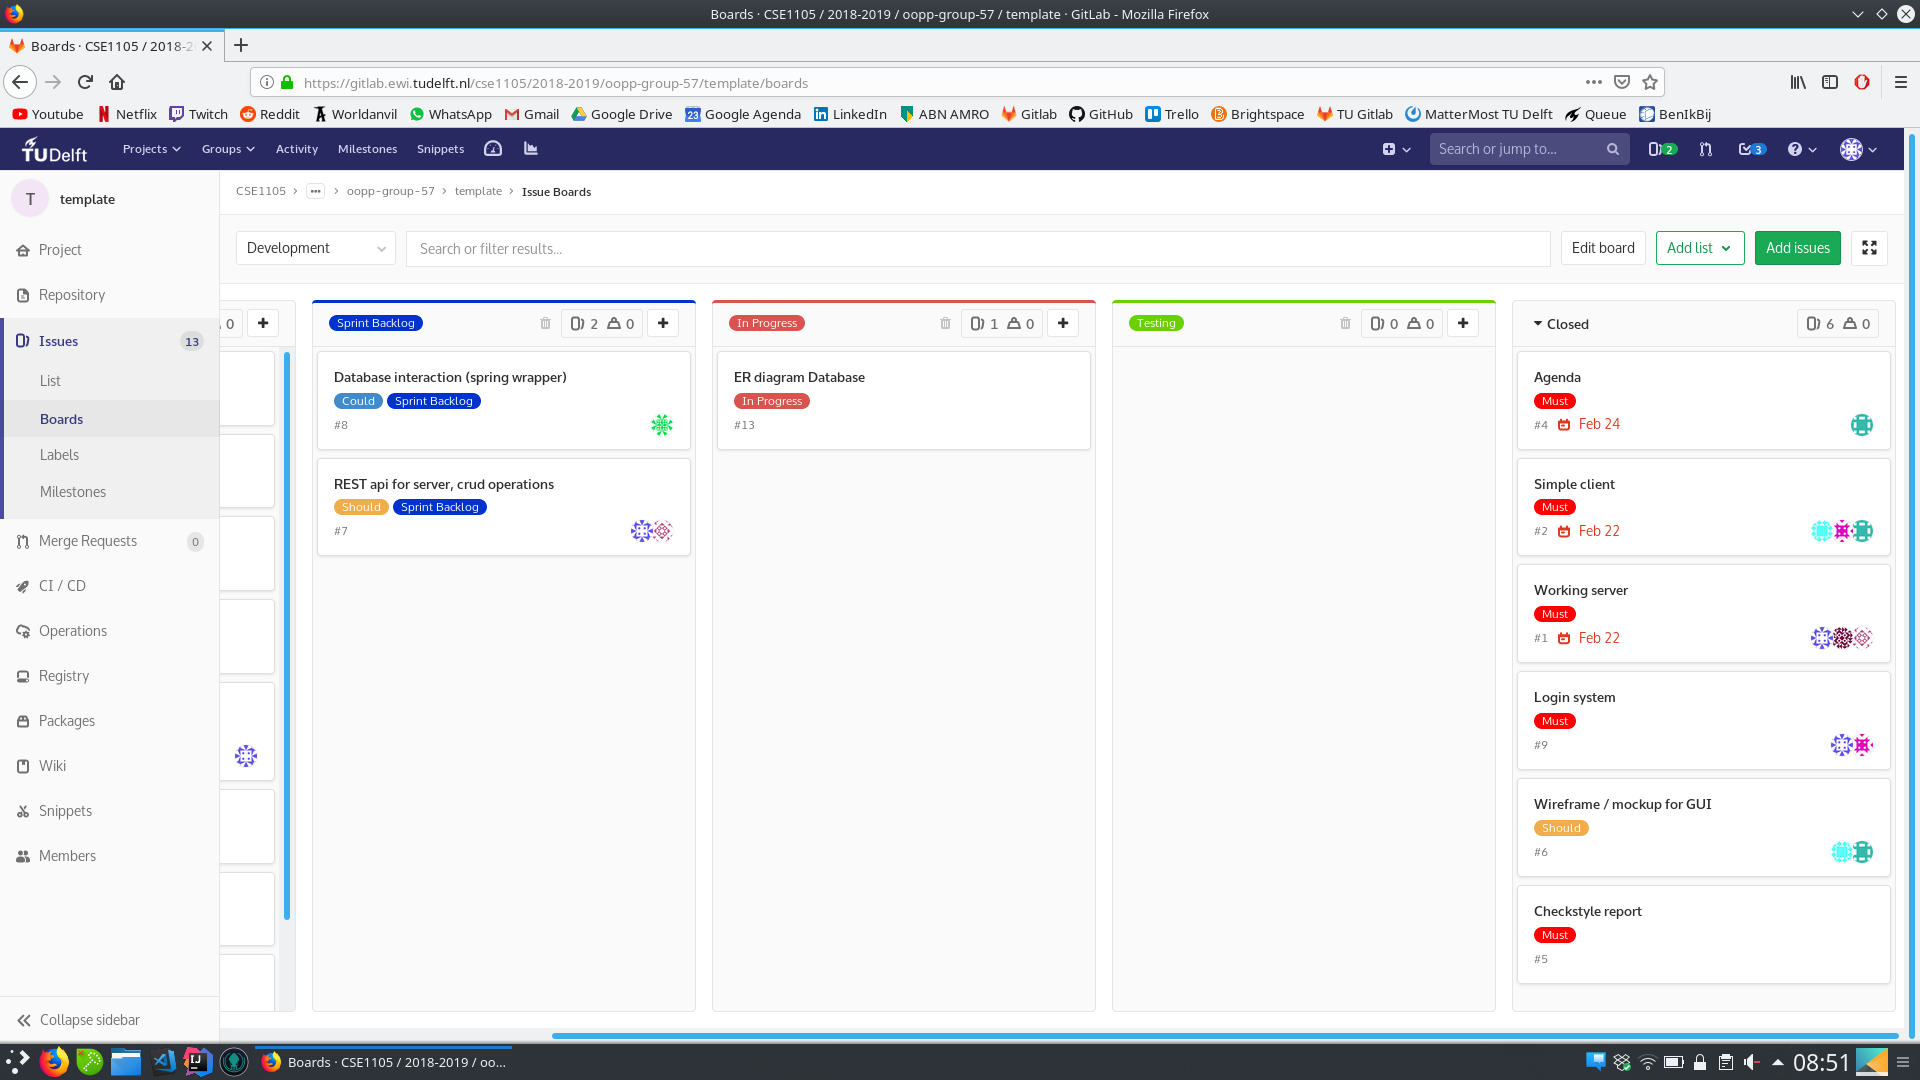 Boards · CSE1105 / 2018-2019 / oopp-group-57 / template · GitLab - Mozilla Firefox
Boards · CSE1105 / 2018-2
https://gitlab.ewi.tudelft.nl/cse1105/2018-2019/oopp-group-57/template/boards
Youtube Netflix Twitch Reddit Worldanvil WhatsApp Gmail Google Drive 23 Google Agenda LinkedIn ABN AMRO Gitlab GitHub Trello Brightspace TU Gitlab MatterMost TU Delft Queue BenIkBij
TUDelft Projects Groups Activity Milestones Snippets Search or jump to... 2 3
T template
CSE1105 › ... › oopp-group-57 › template › Issue Boards
Development Search or filter results... Edit board Add list Add issues
Project
Repository
Issues 13
List
Boards
Labels
Milestones
Merge Requests 0
CI / CD
Operations
Registry
Packages
Wiki
Snippets
Members
Collapse sidebar
0
Sprint Backlog 2 0
Database interaction (spring wrapper)
Could Sprint Backlog
#8
REST api for server, crud operations
Should Sprint Backlog
#7
In Progress 1 0
ER diagram Database
In Progress
#13
Testing 0 0
Closed 6 0
Agenda
Must
#4 Feb 24
Simple client
Must
#2 Feb 22
Working server
Must
#1 Feb 22
Login system
Must
#9
Wireframe / mockup for GUI
Should
#6
Checkstyle report
Must
#5
Boards · CSE1105 / 2018-2019 / oo...
08:51